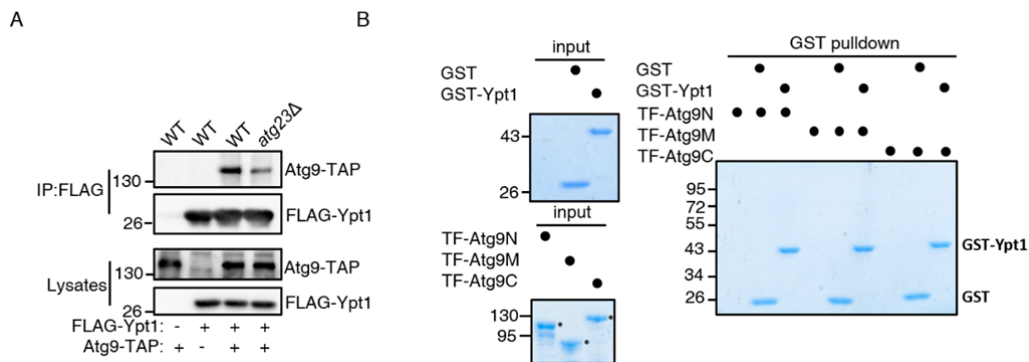 A
WT WT WT atg23Δ
IP:FLAG
130
Atg9-TAP
26
FLAG-Ypt1
Lysates
130
Atg9-TAP
26
FLAG-Ypt1
FLAG-Ypt1: - + + +
Atg9-TAP: + - + +
B
input
GST
GST-Ypt1
43
26
input
TF-Atg9N
TF-Atg9M
TF-Atg9C
130
95
GST pulldown
GST
GST-Ypt1
TF-Atg9N
TF-Atg9M
TF-Atg9C
95
72
55
43
34
26
GST-Ypt1
GST